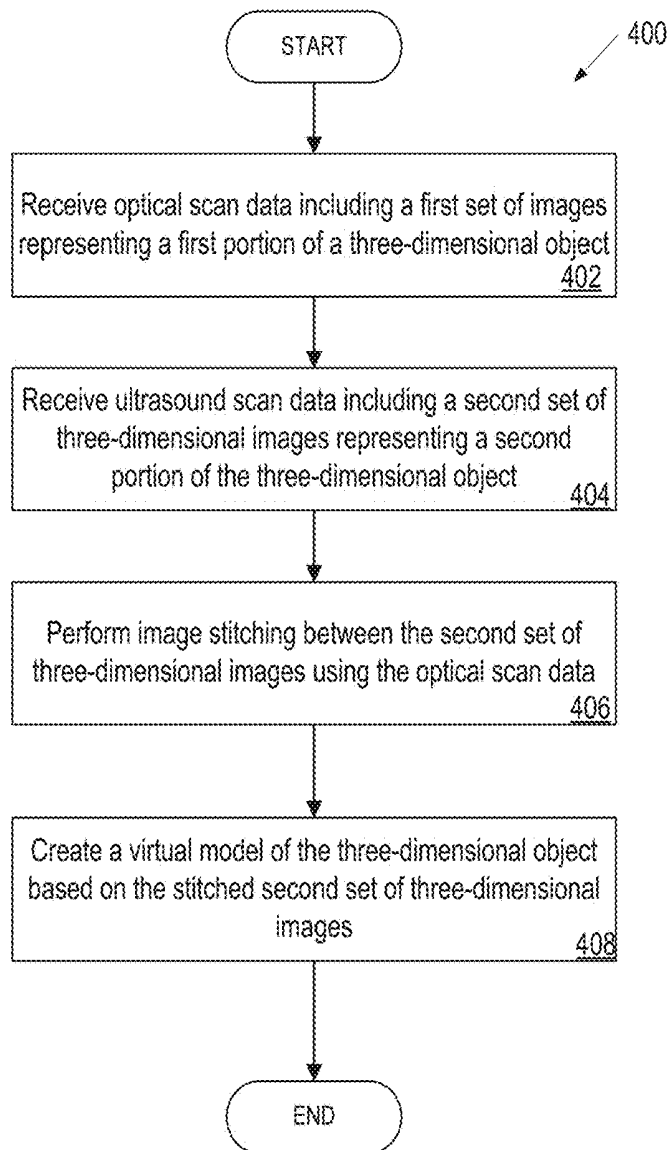 START
400
Receive optical scan data including a first set of images
representing a first portion of a three-dimensional object
402
Receive ultrasound scan data including a second set of
three-dimensional images representing a second
portion of the three-dimensional object
404
Perform image stitching between the second set of
three-dimensional images using the optical scan data
406
Create a virtual model of the three-dimensional object
based on the stitched second set of three-dimensional
images
408
END